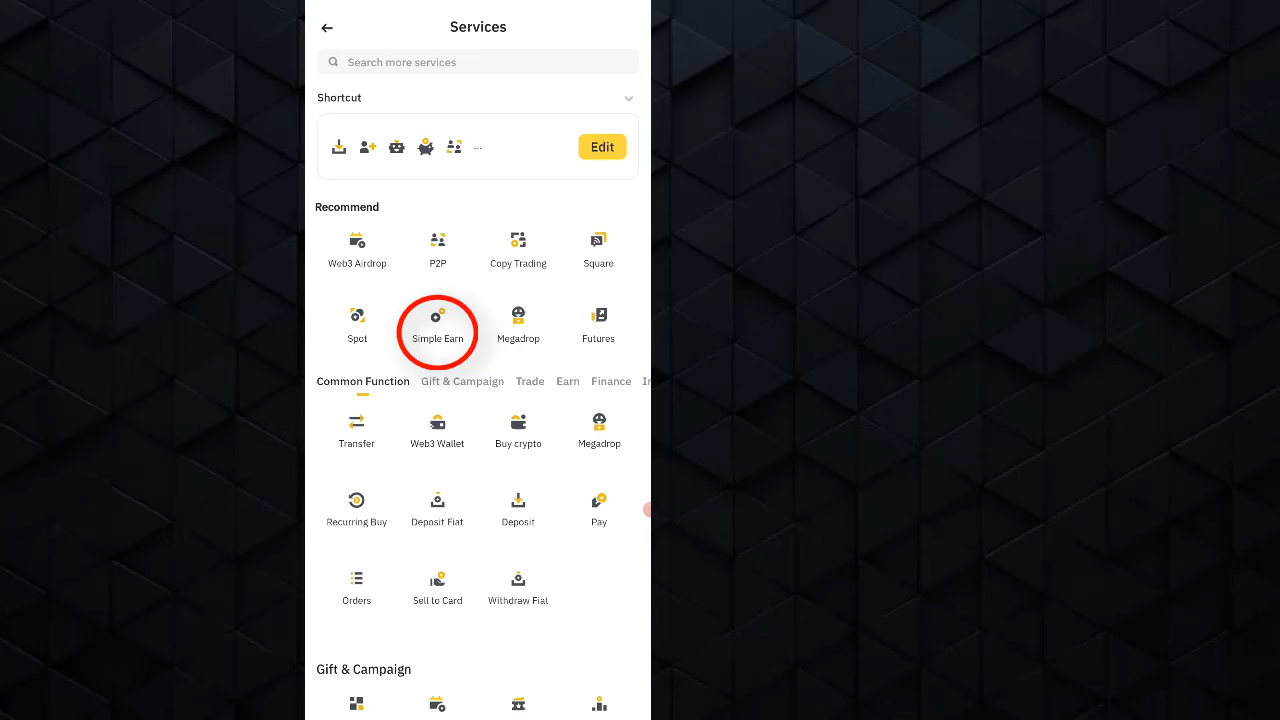 Services
Search more services
Shortcut
...
Edit
Recommend
Web3 Airdrop P2P Copy Trading Square
Spot Simple Earn Megadrop Futures
Common Function Gift & Campaign Trade Earn Finance
Transfer Web3 Wallet Buy crypto Megadrop
Recurring Buy Deposit Fiat Deposit Pay
Orders Sell to Card Withdraw Fiat
Gift & Campaign